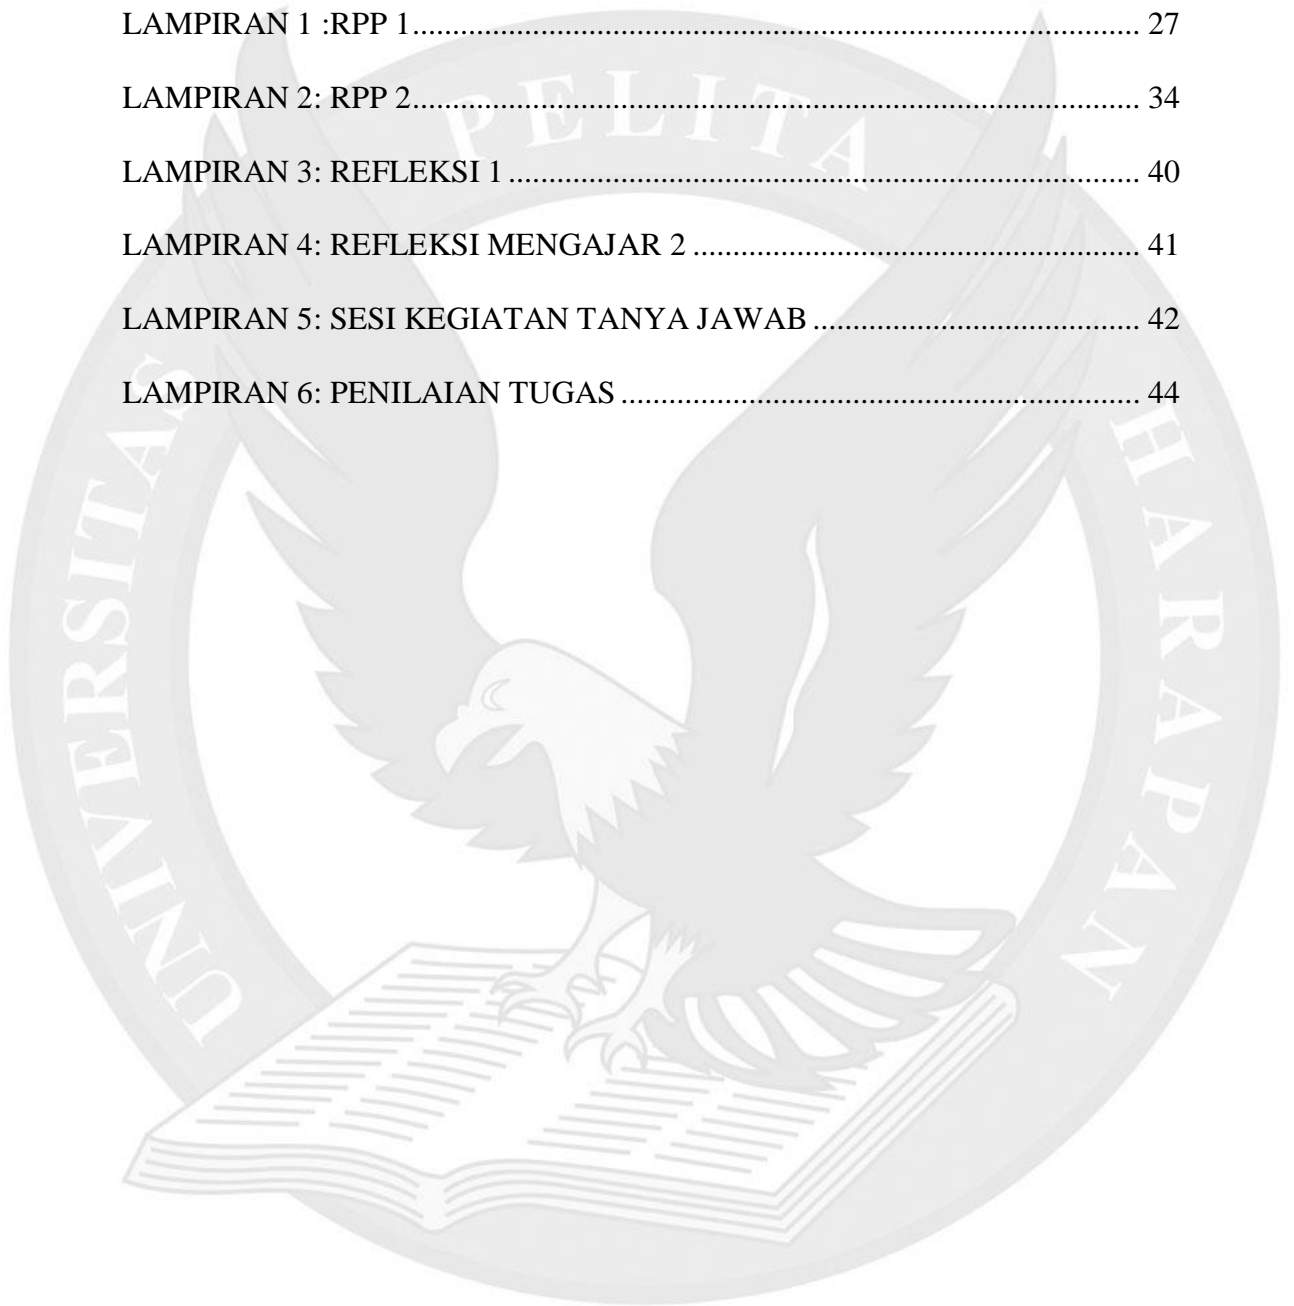 LAMPIRAN 1 :RPP 1........................................................................................... 27
LAMPIRAN 2: RPP 2........................................................................................... 34
LAMPIRAN 3: REFLEKSI 1 ............................................................................... 40
LAMPIRAN 4: REFLEKSI MENGAJAR 2 ........................................................ 41
LAMPIRAN 5: SESI KEGIATAN TANYA JAWAB ......................................... 42
LAMPIRAN 6: PENILAIAN TUGAS ................................................................. 44
UNIVERSITAS PELITA HARAPAN